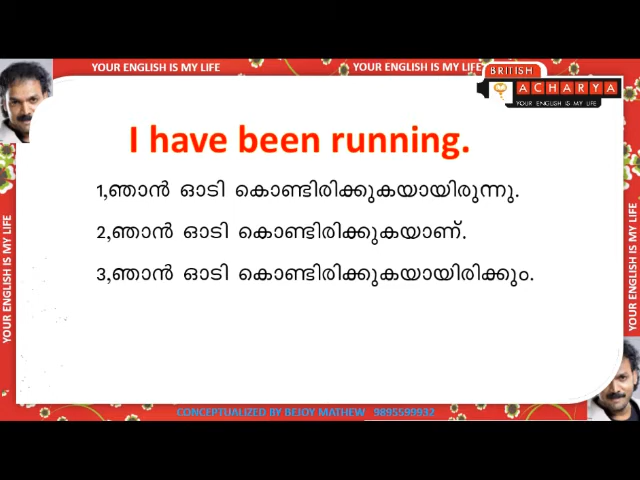 YOUR ENGLISH IS MY LIFE
YOUR ENGLISH IS MY LIFE
BRITISH
ACHARYA
YOUR ENGLISH IS MY LIFE
I have been running.
1,ഞാൻ ഓടി കൊണ്ടിരിക്കുകയായിരുന്നു.
2,ഞാൻ ഓടി കൊണ്ടിരിക്കുകയാണ്.
3,ഞാൻ ഓടി കൊണ്ടിരിക്കുകയായിരിക്കും.
YOUR ENGLISH IS MY LIFE
YOUR ENGLISH IS MY LIFE
CONCEPTUALIZED BY BEJOY MATHEW 9895599932